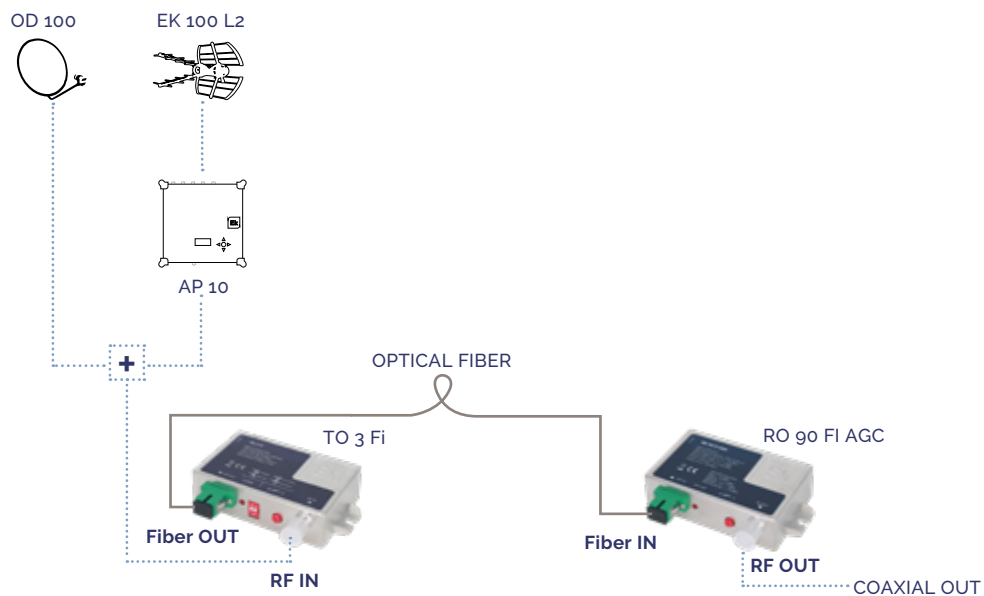 OD 100
EK 100 L2
Ek
AP 10
+
OPTICAL FIBER
TO 3 Fi
RO 90 FI AGC
Fiber OUT
Fiber IN
RF IN
RF OUT
COAXIAL OUT